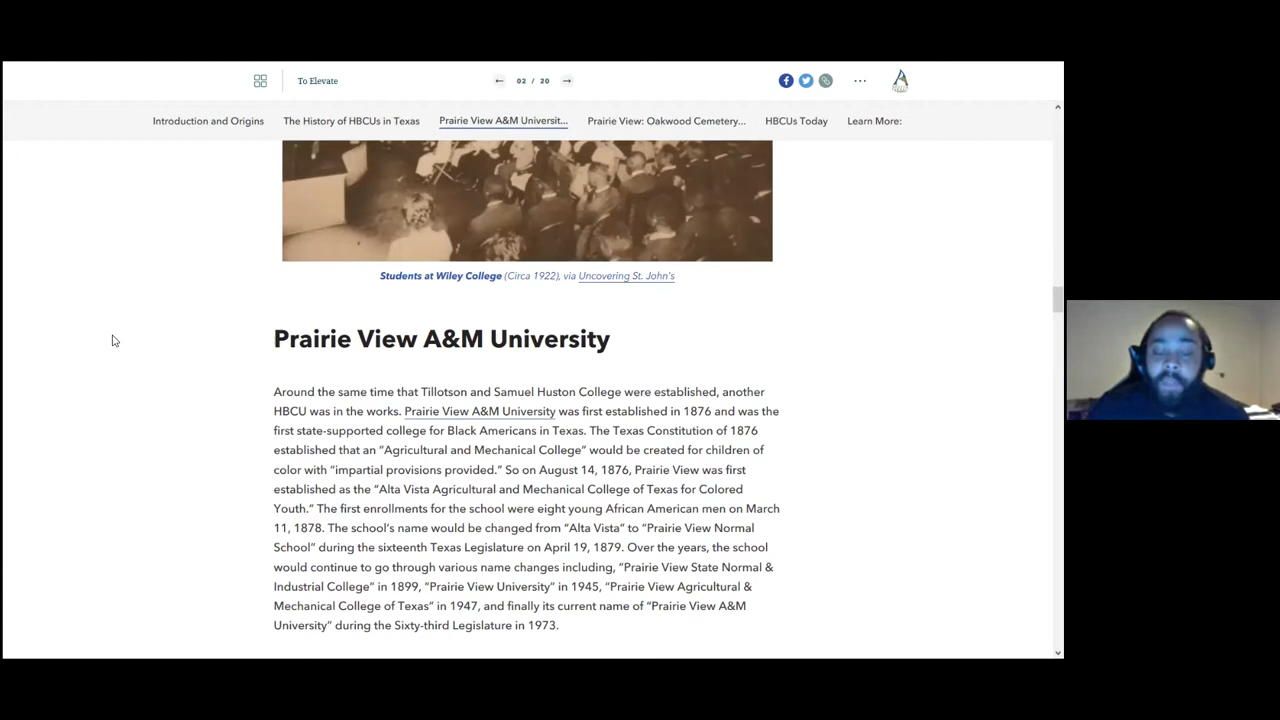 To Elevate
02 / 20
Introduction and Origins
The History of HBCUs in Texas
Prairie View A&M Universit...
Prairie View: Oakwood Cemetery...
HBCUs Today
Learn More:
Students at Wiley College (Circa 1922), via Uncovering St. John's
Prairie View A&M University
Around the same time that Tillotson and Samuel Huston College were established, another
HBCU was in the works. Prairie View A&M University was first established in 1876 and was the
first state-supported college for Black Americans in Texas. The Texas Constitution of 1876
established that an “Agricultural and Mechanical College” would be created for children of
color with “impartial provisions provided.” So on August 14, 1876, Prairie View was first
established as the “Alta Vista Agricultural and Mechanical College of Texas for Colored
Youth.” The first enrollments for the school were eight young African American men on March
11, 1878. The school’s name would be changed from “Alta Vista” to “Prairie View Normal
School” during the sixteenth Texas Legislature on April 19, 1879. Over the years, the school
would continue to go through various name changes including, “Prairie View State Normal &
Industrial College” in 1899, “Prairie View University” in 1945, “Prairie View Agricultural &
Mechanical College of Texas” in 1947, and finally its current name of “Prairie View A&M
University” during the Sixty-third Legislature in 1973.